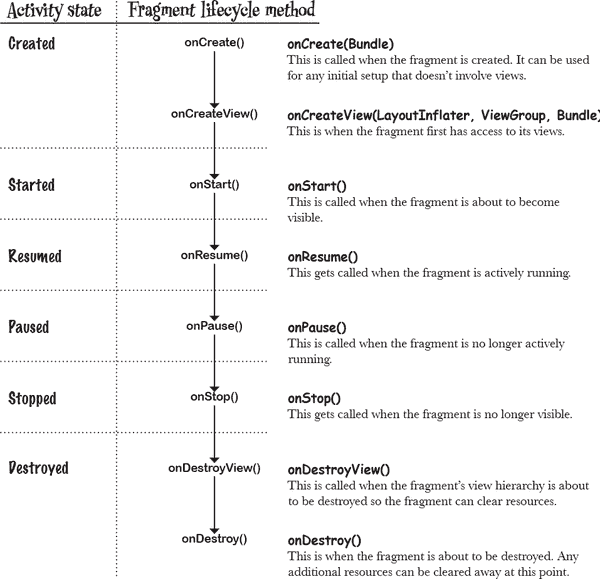 Activity state Fragment lifecycle method
Created onCreate() onCreate(Bundle)
This is called when the fragment is created. It can be used
for any initial setup that doesn't involve views.
onCreateView() onCreateView(LayoutInflater, ViewGroup, Bundle)
This is when the fragment first has access to its views.
Started onStart() onStart()
This is called when the fragment is about to become
visible.
Resumed onResume() onResume()
This gets called when the fragment is actively running.
Paused onPause() onPause()
This is called when the fragment is no longer actively
running.
Stopped onStop() onStop()
This gets called when the fragment is no longer visible.
Destroyed onDestroyView() onDestroyView()
This is called when the fragment's view hierarchy is about
to be destroyed so the fragment can clear resources.
onDestroy() onDestroy()
This is when the fragment is about to be destroyed. Any
additional resources can be cleared away at this point.